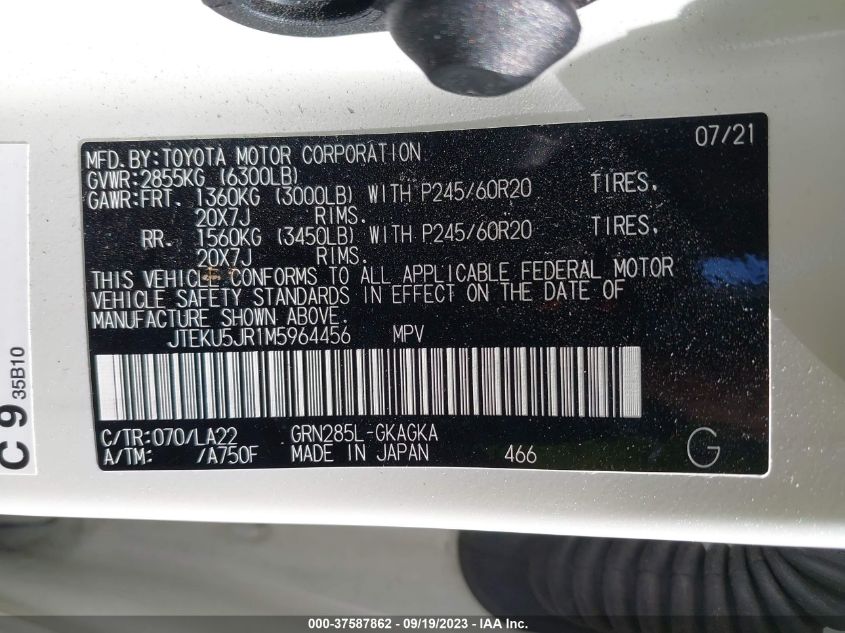 07/21
MFD. BY: TOYOTA MOTOR CORPORATION
GVWR: 2855KG (6300LB)
GAWR: FRT. 1360KG (3000LB) WITH P245/60R20 TIRES.
20X7J RIMS.
RR. 1560KG (3450LB) WITH P245/60R20 TIRES.
20X7J RIMS.
THIS VEHICLE CONFORMS TO ALL APPLICABLE FEDERAL MOTOR
VEHICLE SAFETY STANDARDS IN EFFECT ON THE DATE OF
MANUFACTURE SHOWN ABOVE.
JTEKU5JR1M5964456 MPV
C/TR: 070/LA22 GRN285L-GKAGKA
A/TM: /A750F MADE IN JAPAN 466 G
C 9 35B10
000-37587862 - 09/19/2023 - IAA Inc.